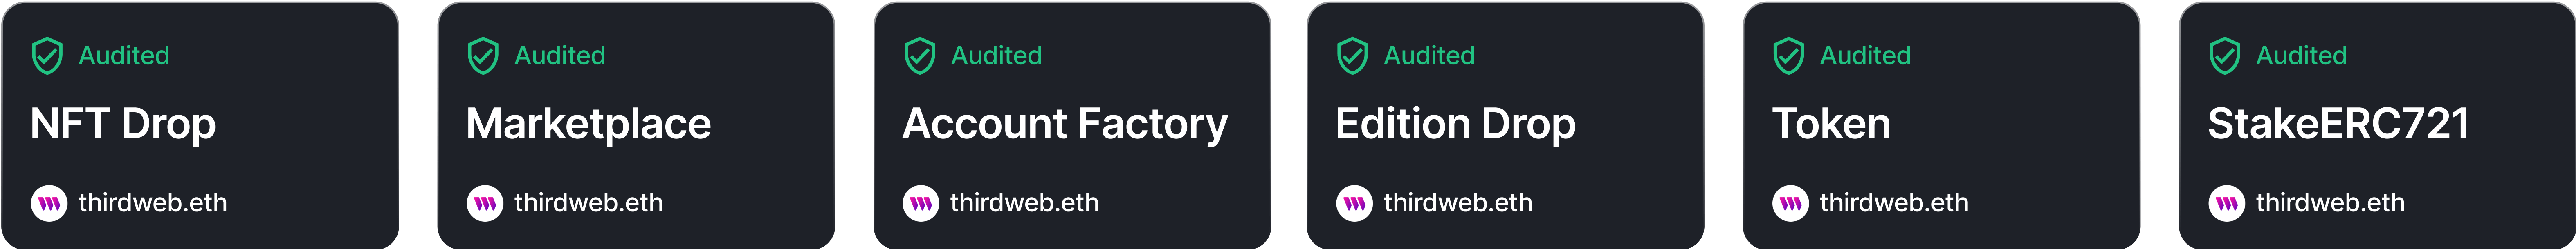 Audited
NFT Drop
thirdweb.eth
Audited
Marketplace
thirdweb.eth
Audited
Account Factory
thirdweb.eth
Audited
Edition Drop
thirdweb.eth
Audited
Token
thirdweb.eth
Audited
StakeERC721
thirdweb.eth